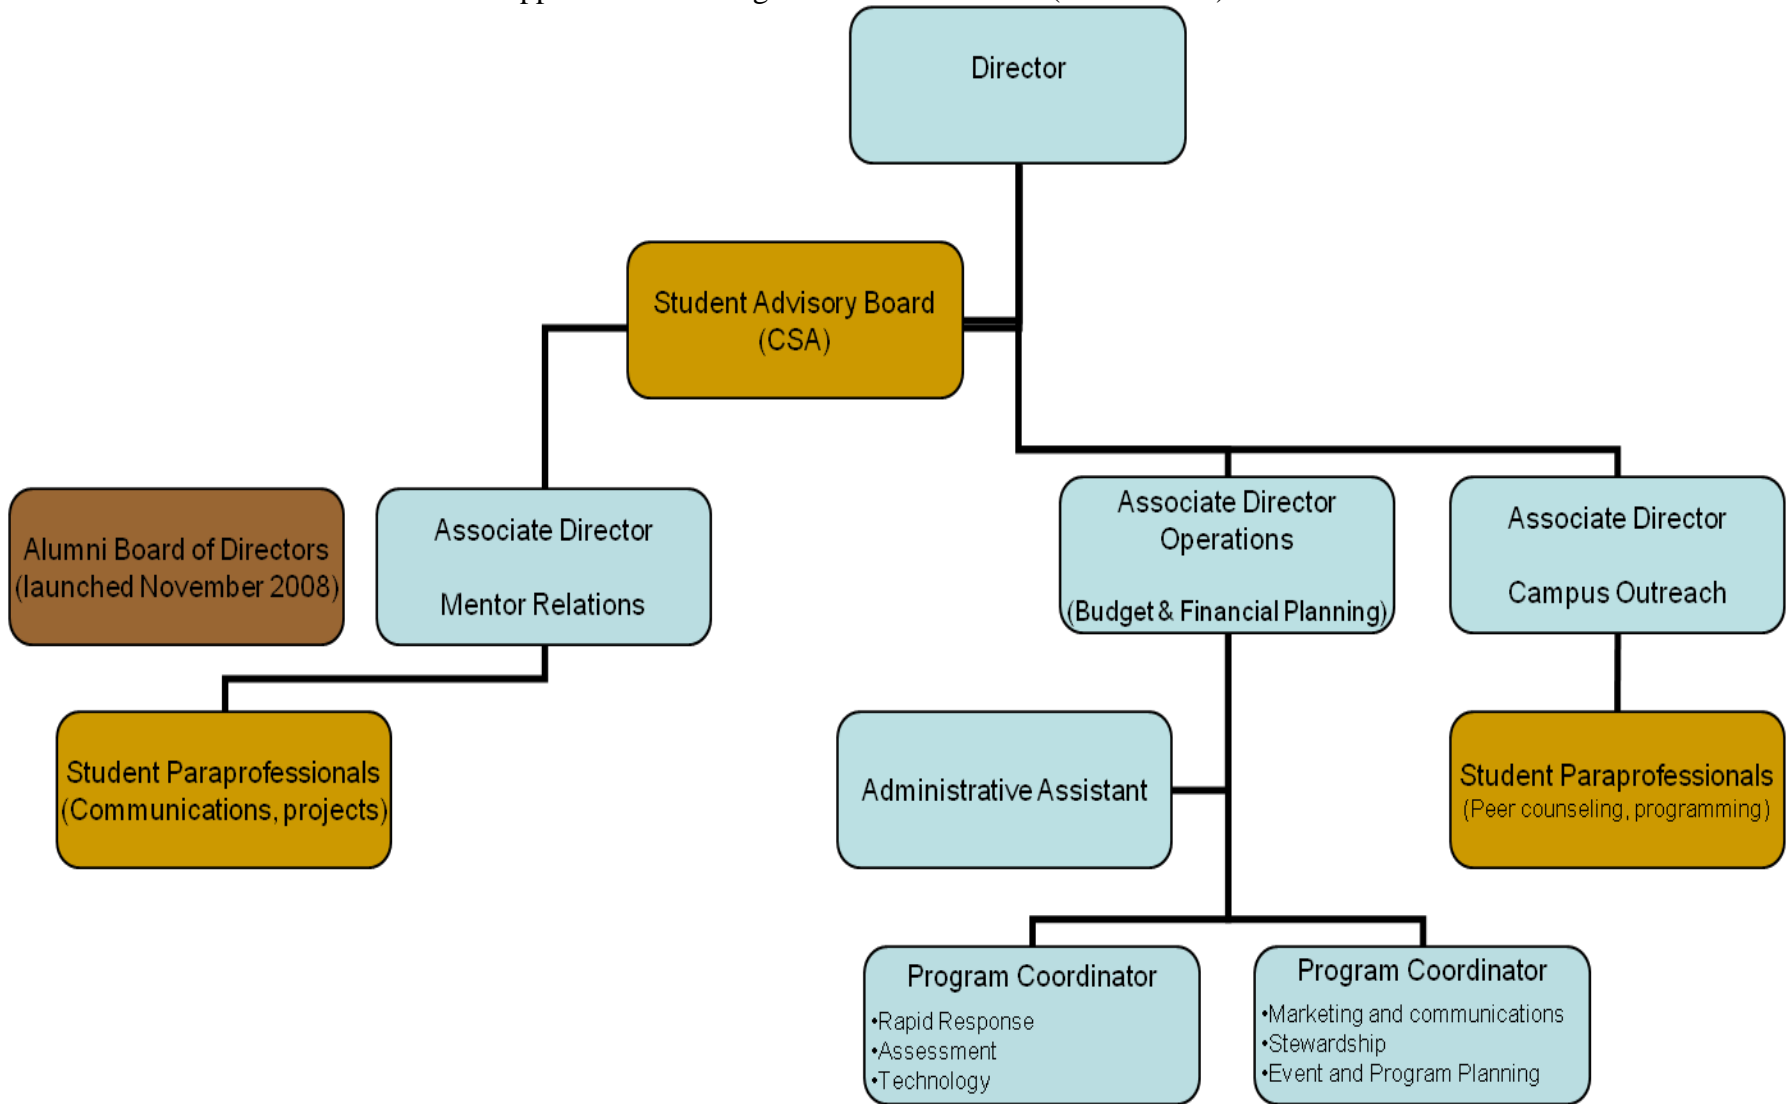 Director
Student Advisory Board
(CSA)
Alumni Board of Directors
(launched November 2008)
Associate Director
Mentor Relations
Associate Director
Operations
(Budget & Financial Planning)
Associate Director
Campus Outreach
Student Paraprofessionals
(Communications, projects)
Administrative Assistant
Student Paraprofessionals
(Peer counseling, programming)
Program Coordinator
•Rapid Response
•Assessment
•Technology
Program Coordinator
•Marketing and communications
•Stewardship
•Event and Program Planning